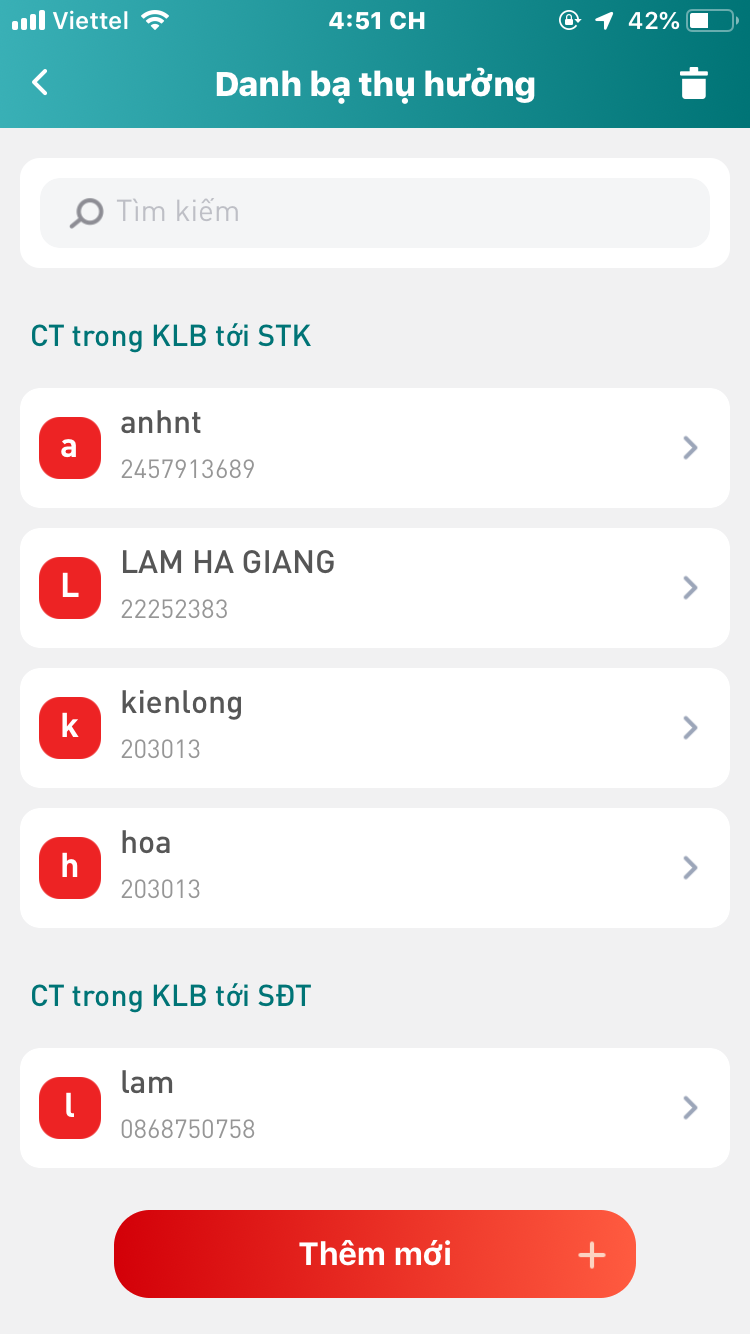 Viettel 4:51 CH 42%
Danh bạ thụ hưởng
Tìm kiếm
CT trong KLB tới STK
a
anhnt
2457913689
L
LAM HA GIANG
22252383
k
kienlong
203013
h
hoa
203013
CT trong KLB tới SĐT
l
lam
0868750758
Thêm mới +